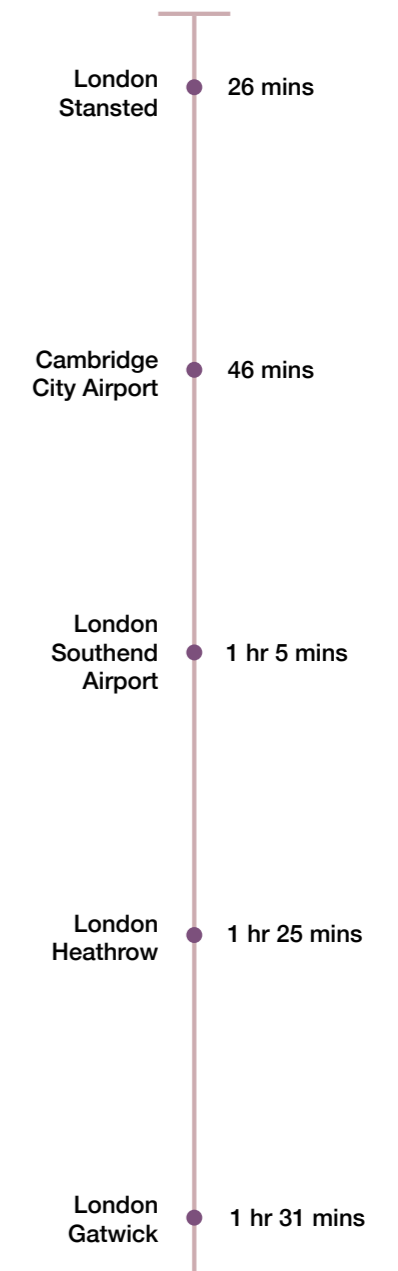 London
Stansted
26 mins
Cambridge
City Airport
46 mins
London
Southend
Airport
1 hr 5 mins
London
Heathrow
1 hr 25 mins
London
Gatwick
1 hr 31 mins